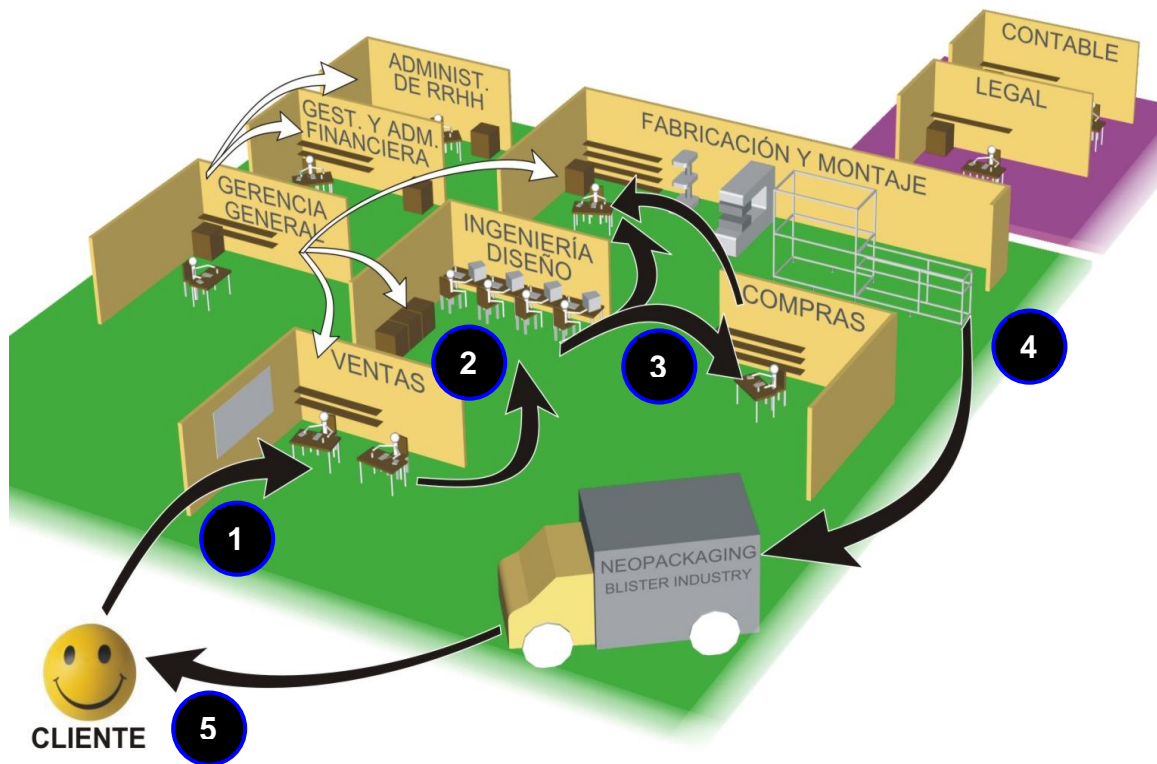 CONTABLE
LEGAL
ADMINIST.
DE RRHH
GEST. Y ADM.
FINANCIERA
FABRICACIÓN Y MONTAJE
GERENCIA
GENERAL
INGENIERÍA
DISEÑO
COMPRAS
VENTAS
2
3
4
1
NEOPACKAGING
BLISTER INDUSTRY
CLIENTE
5